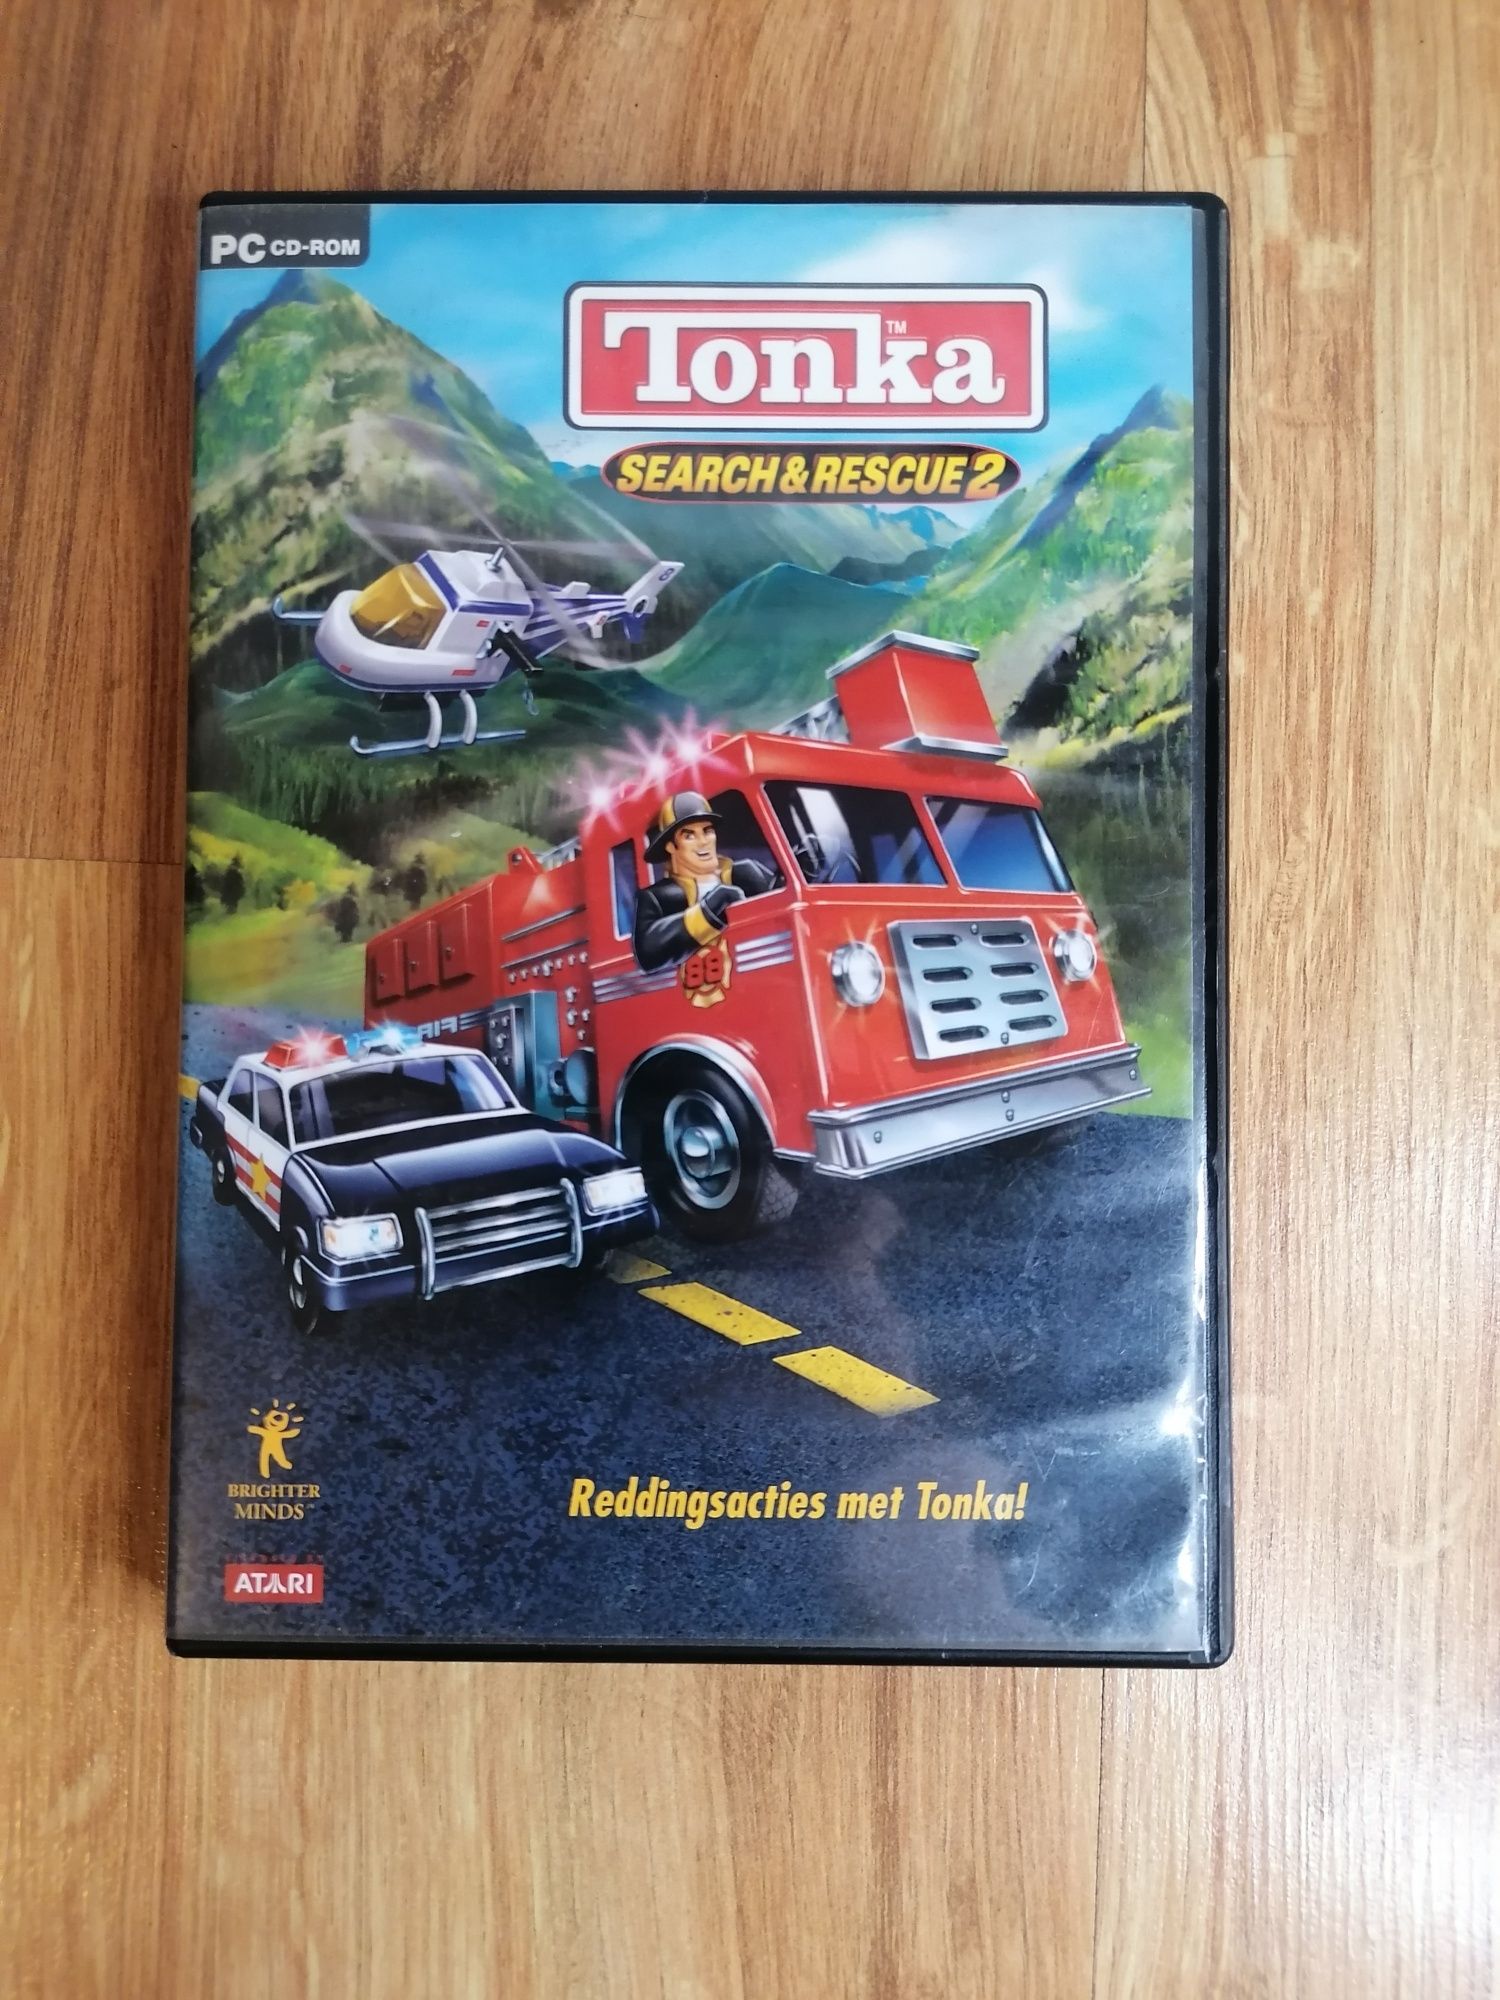 PC CD-ROM
Tonka™
SEARCH & RESCUE 2
88
BRIGHTER
MINDS™
Reddingsacties met Tonka!
ATARI